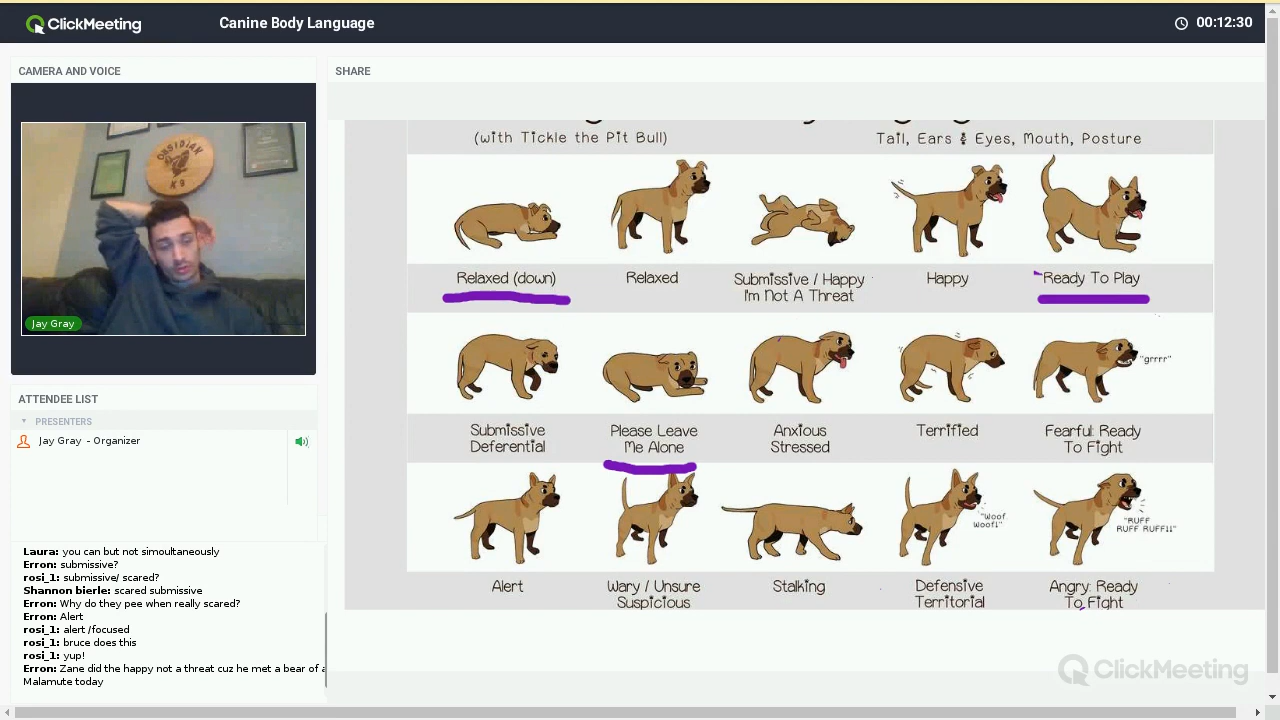 ClickMeeting
Canine Body Language
00:12:30
CAMERA AND VOICE
SHARE
OBSIDIAN
K9
Jay Gray
ATTENDEE LIST
PRESENTERS
Jay Gray - Organizer
Laura: you can but not simoultaneously
Erron: submissive?
rosi_1: submissive/ scared?
Shannon bierle: scared submissive
Erron: Why do they pee when really scared?
Erron: Alert
rosi_1: alert /focused
rosi_1: bruce does this
rosi_1: yup!
Erron: Zane did the happy not a threat cuz he met a bear of a
Malamute today
(with Tickle the Pit Bull)
Tail, Ears & Eyes, Mouth, Posture
Relaxed (down)
Relaxed
Submissive / Happy
I'm Not A Threat
Happy
Ready To Play
"grrrr"
Submissive
Deferential
Please Leave
Me Alone
Anxious
Stressed
Terrified
Fearful: Ready
To Fight
"Woof
Woof!"
"RUFF
RUFF RUFF!!"
Alert
Wary / Unsure
Suspicious
Stalking
Defensive
Territorial
Angry: Ready
To Fight
ClickMeeting